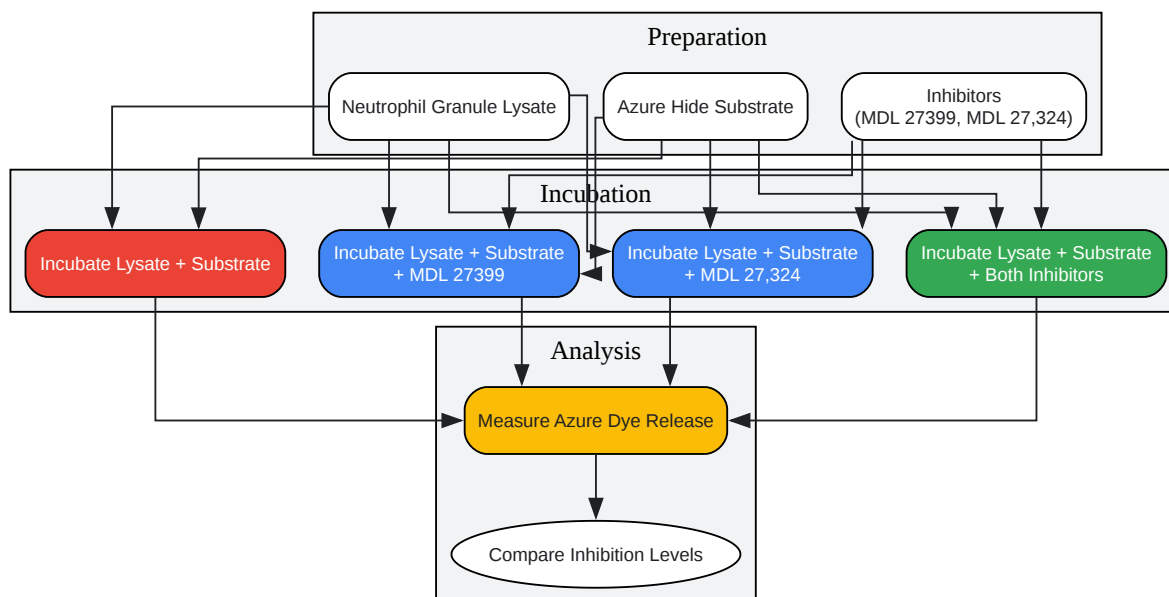 Preparation
Neutrophil Granule Lysate
Azure Hide Substrate
Inhibitors
(MDL 27399, MDL 27,324)
Incubation
Incubate Lysate + Substrate
Incubate Lysate + Substrate
+ MDL 27399
Incubate Lysate + Substrate
+ MDL 27,324
Incubate Lysate + Substrate
+ Both Inhibitors
Analysis
Measure Azure Dye Release
Compare Inhibition Levels